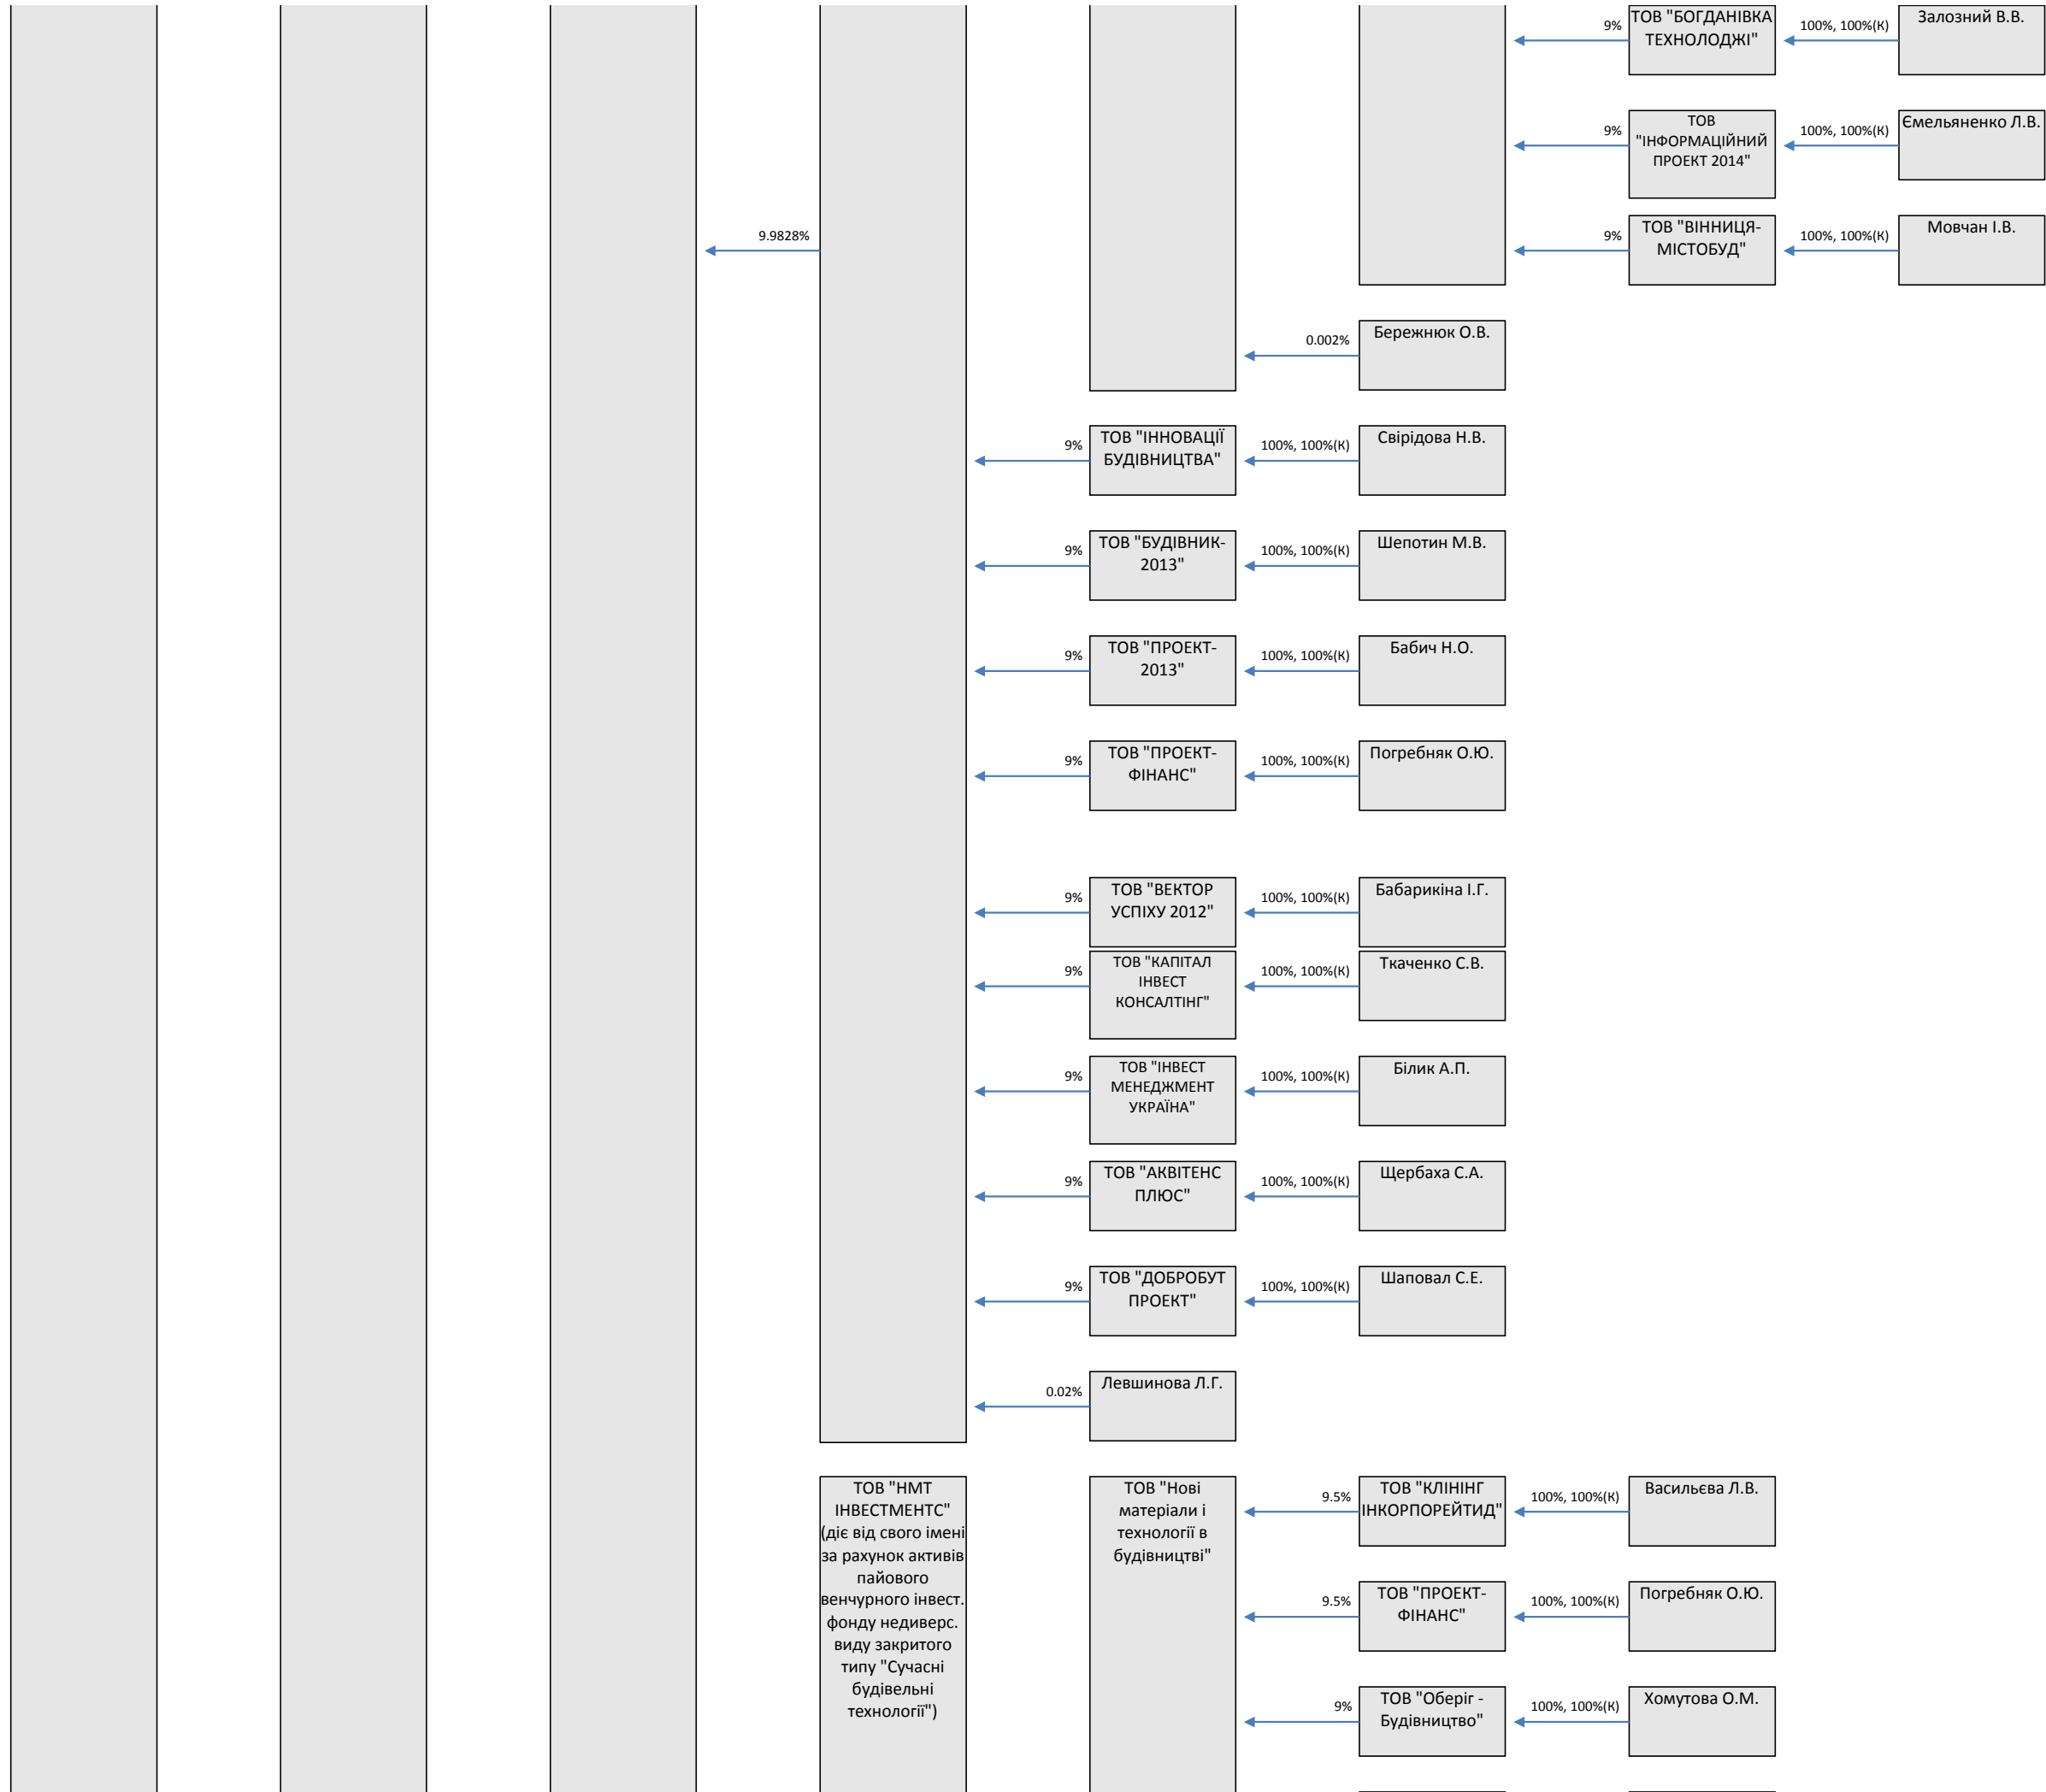 9%
ТОВ "БОГДАНІВКА
ТЕХНОЛОДЖІ"
100%, 100%(К)
Залозний В.В.
9%
ТОВ
"ІНФОРМАЦІЙНИЙ
ПРОЕКТ 2014"
100%, 100%(К)
Ємельяненко Л.В.
9.9828%
9%
ТОВ "ВІННИЦЯ-
МІСТОБУД"
100%, 100%(К)
Мовчан І.В.
0.002%
Бережнюк О.В.
9%
ТОВ "ІННОВАЦІЇ
БУДІВНИЦТВА"
100%, 100%(К)
Свірідова Н.В.
9%
ТОВ "БУДІВНИК-
2013"
100%, 100%(К)
Шепотин М.В.
9%
ТОВ "ПРОЕКТ-
2013"
100%, 100%(К)
Бабич Н.О.
9%
ТОВ "ПРОЕКТ-
ФІНАНС"
100%, 100%(К)
Погребняк О.Ю.
9%
ТОВ "ВЕКТОР
УСПІХУ 2012"
100%, 100%(К)
Бабарикіна І.Г.
9%
ТОВ "КАПІТАЛ
ІНВЕСТ
КОНСАЛТІНГ"
100%, 100%(К)
Ткаченко С.В.
9%
ТОВ "ІНВЕСТ
МЕНЕДЖМЕНТ
УКРАЇНА"
100%, 100%(К)
Білик А.П.
9%
ТОВ "АКВІТЕНС
ПЛЮС"
100%, 100%(К)
Щербаха С.А.
9%
ТОВ "ДОБРОБУТ
ПРОЕКТ"
100%, 100%(К)
Шаповал С.Е.
0.02%
Левшинова Л.Г.
ТОВ "НМТ
ІНВЕСТМЕНТС"
(діє від свого імені
за рахунок активів
пайового
венчурного інвест.
фонду недиверс.
виду закритого
типу "Сучасні
будівельні
технології")
ТОВ "Нові
матеріали і
технології в
будівництві"
9.5%
ТОВ "КЛІНІНГ
ІНКОРПОРЕЙТИД"
100%, 100%(К)
Васильєва Л.В.
9.5%
ТОВ "ПРОЕКТ-
ФІНАНС"
100%, 100%(К)
Погребняк О.Ю.
9%
ТОВ "Оберіг -
Будівництво"
100%, 100%(К)
Хомутова О.М.